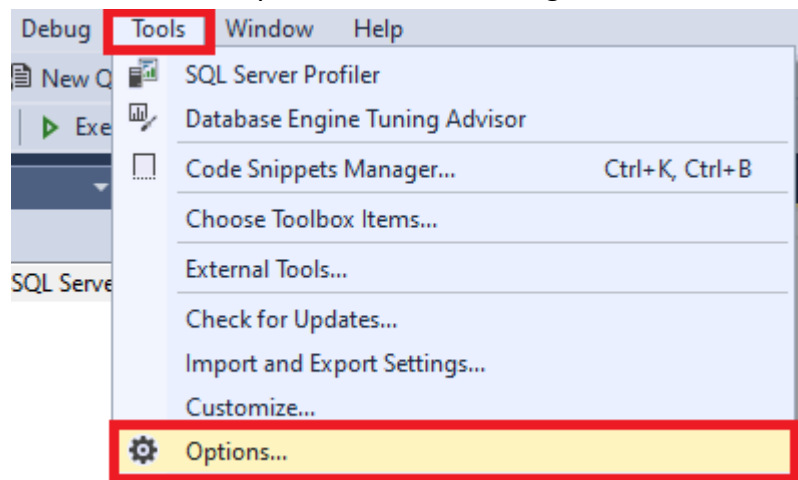 Debug Tools Window Help
New Q
SQL Server Profiler
Exe
Database Engine Tuning Advisor
Code Snippets Manager... Ctrl+K, Ctrl+B
Choose Toolbox Items...
External Tools...
SQL Serve
Check for Updates...
Import and Export Settings...
Customize...
Options...